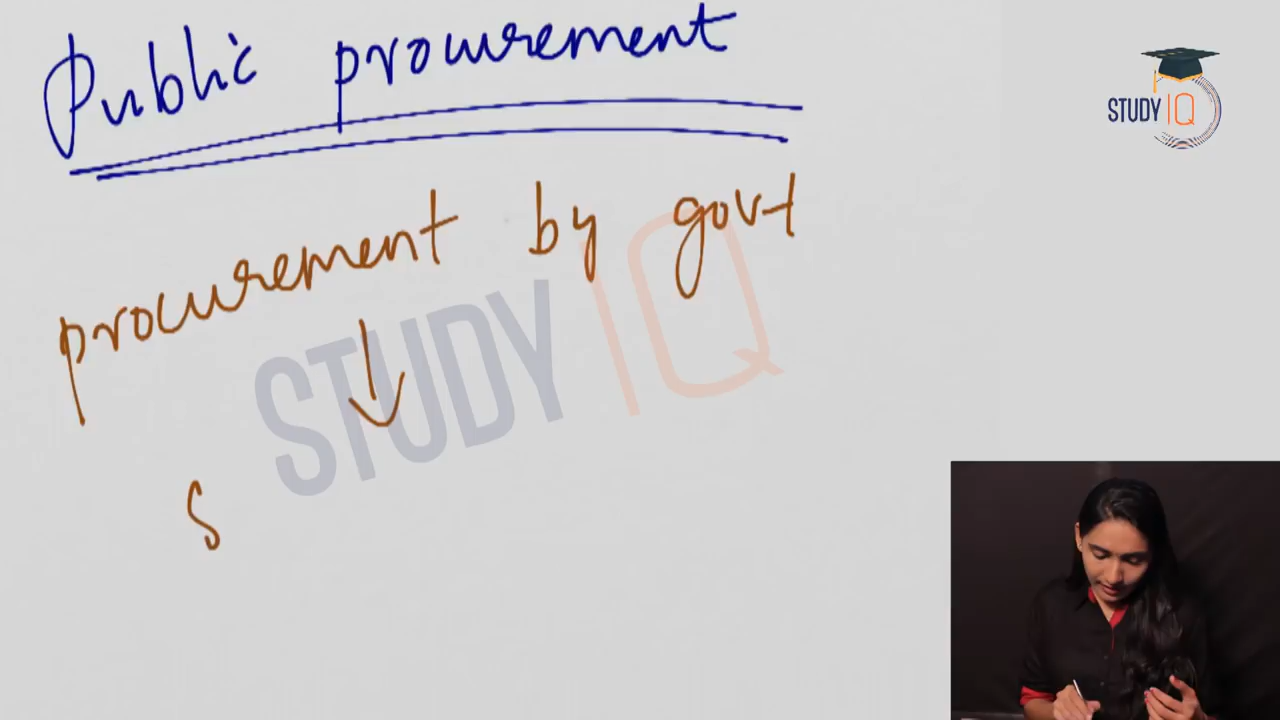 Public procurement
STUDY IQ
procurement by govt
STUDY IQ
S